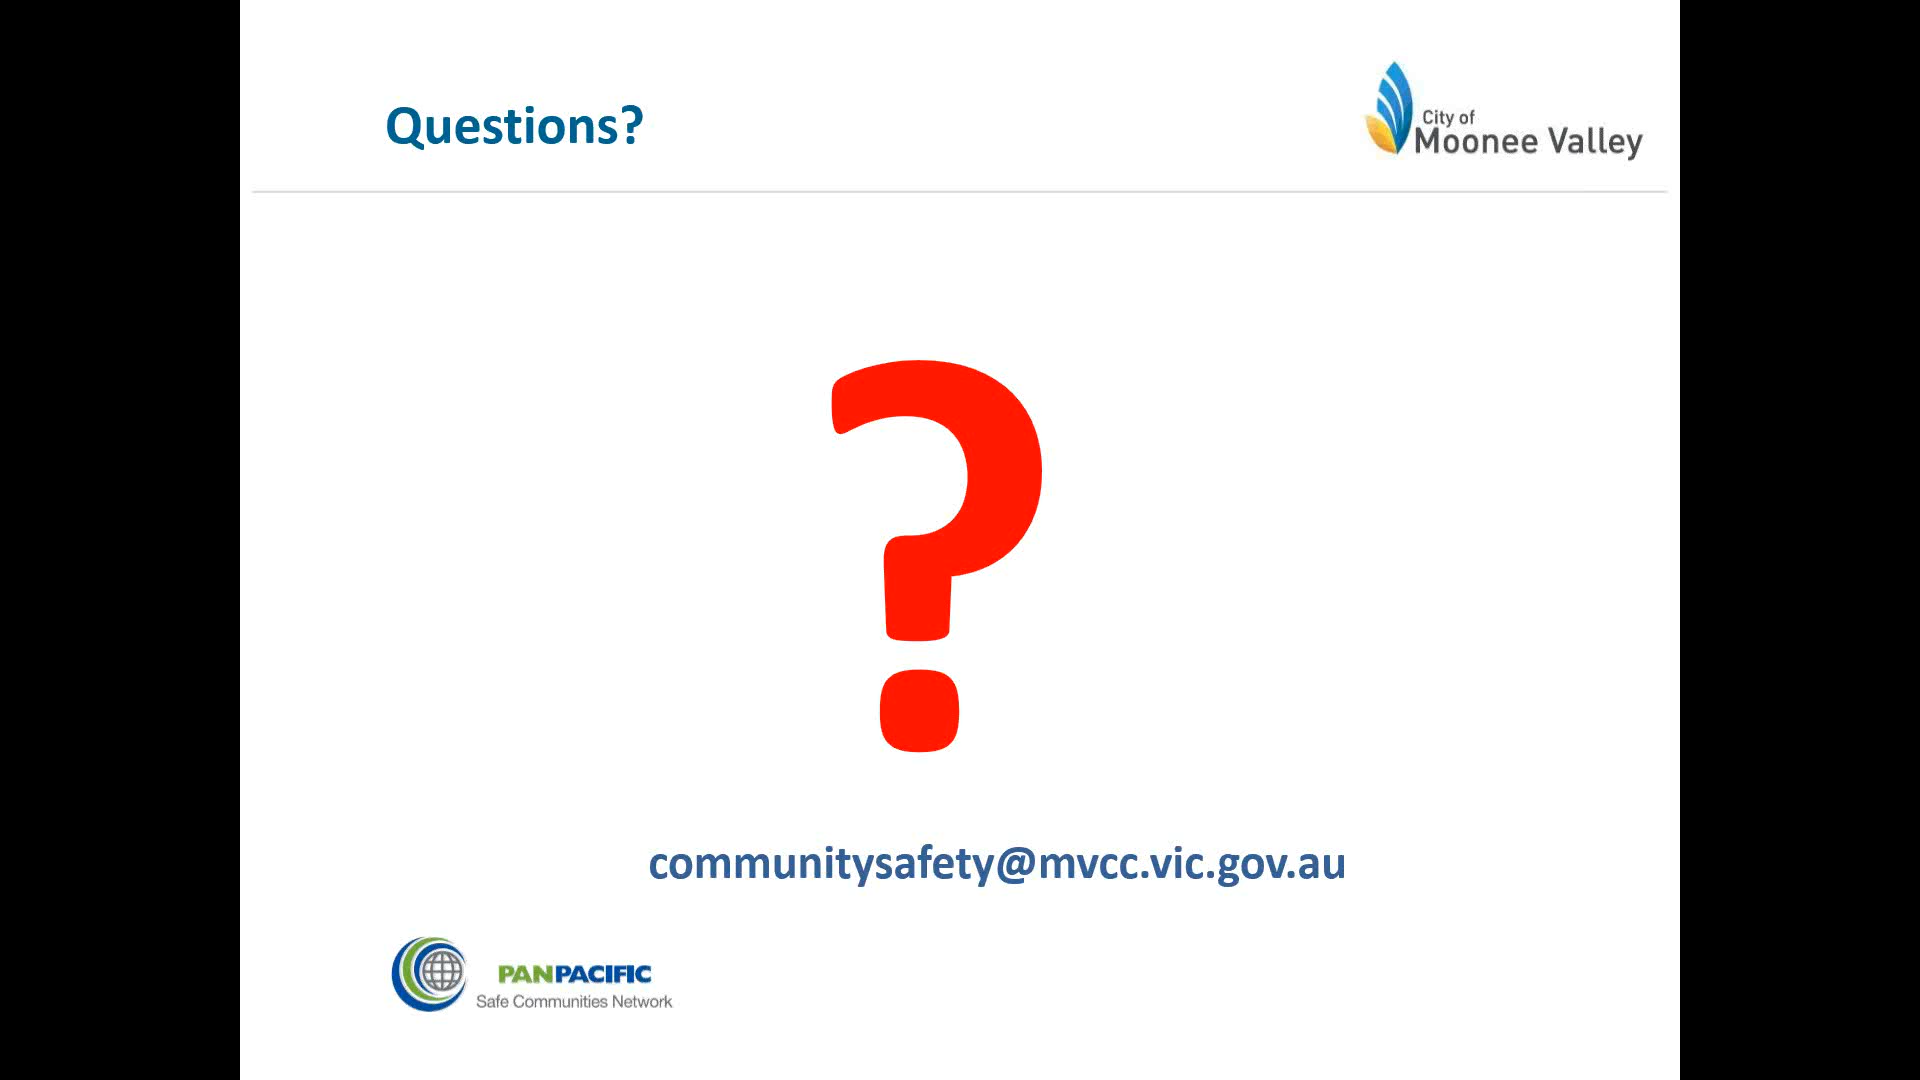 Questions?
City of
Moonee Valley
?
communitysafety@mvcc.vic.gov.au
PANPACIFIC
Safe Communities Network